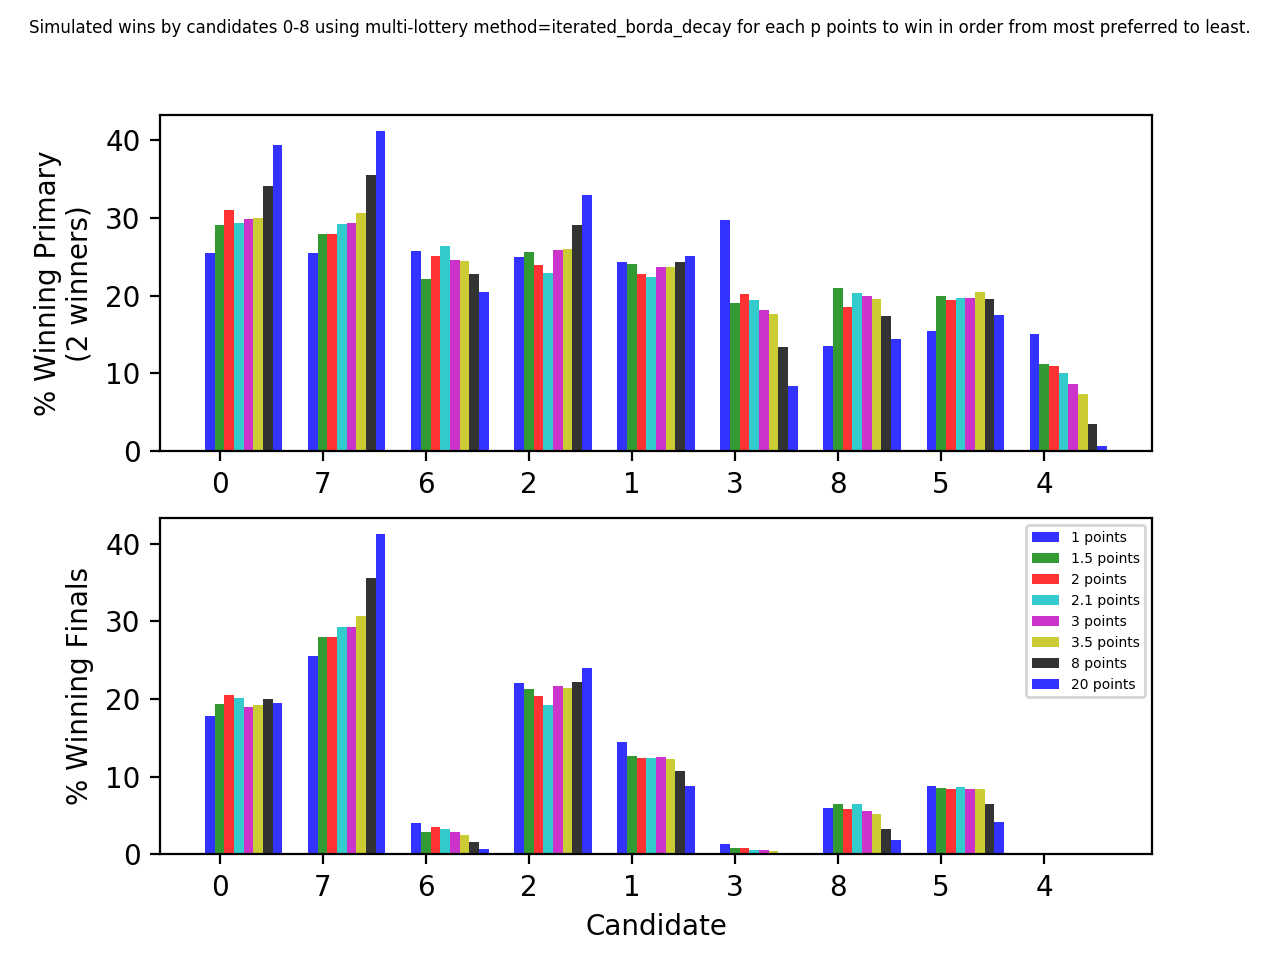 Simulated wins by candidates 0-8 using multi-lottery method=iterated_borda_decay for each p points to win in order from most preferred to least.
% Winning Primary
(2 winners)
40
30
20
10
0
0 7 6 2 1 3 8 5 4
% Winning Finals
40
30
20
10
0
1 points
1.5 points
2 points
2.1 points
3 points
3.5 points
8 points
20 points
0 7 6 2 1 3 8 5 4
Candidate